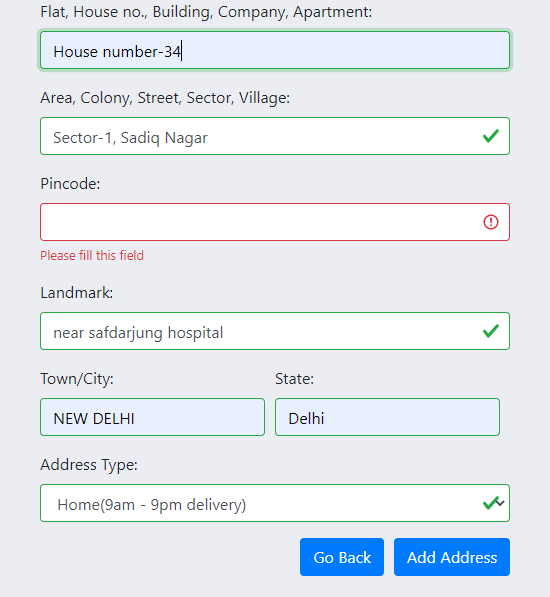 Flat, House no., Building, Company, Apartment:
House number-34
Area, Colony, Street, Sector, Village:
Sector-1, Sadiq Nagar
Pincode:
Please fill this field
Landmark:
near safdarjung hospital
Town/City: State:
NEW DELHI Delhi
Address Type:
Home(9am - 9pm delivery)
Go Back Add Address